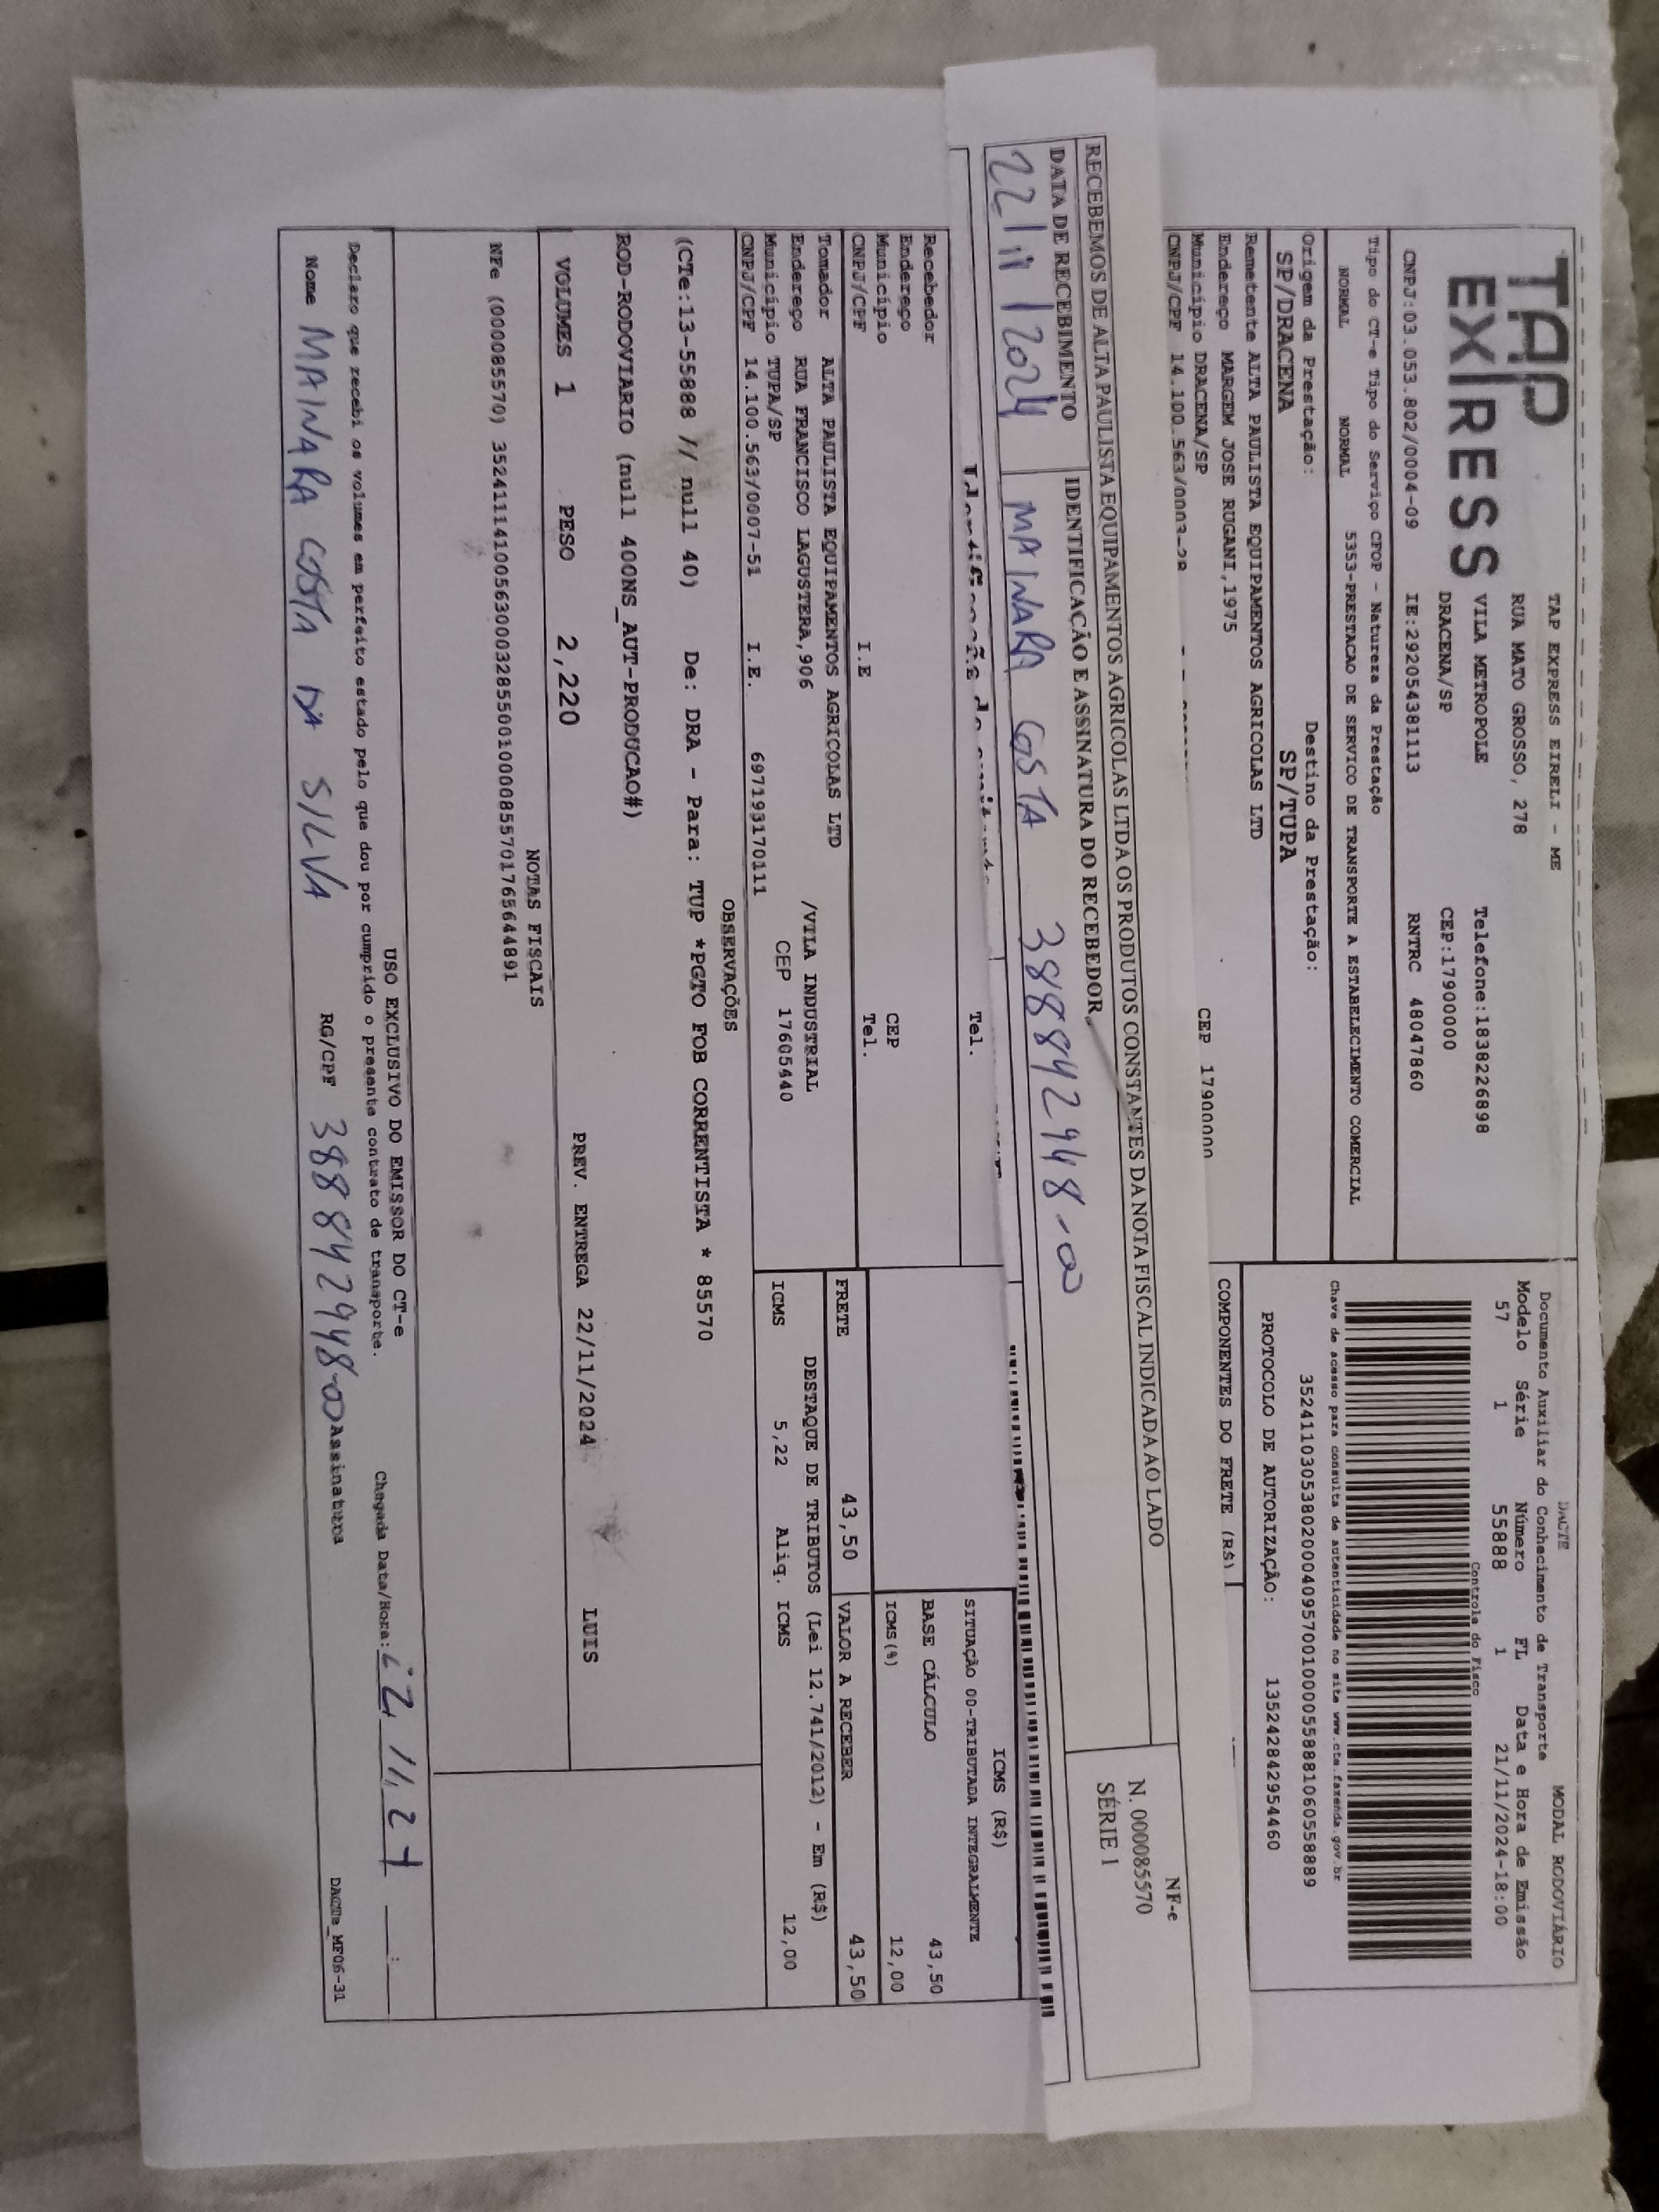 TAP
EXPRESS
TAP EXPRESS EIRELI - ME
RUA MATO GROSSO, 278
VILA METROPOLE Telefone:1838226898
DRACENA/SP CEP:17900000
CNPJ:03.053.802/0004-09 IE:292054381113 RNTRC 48047860
Tipo do CT-e Tipo do Serviço CFOP - Natureza da Prestação
NORMAL NORMAL 5353-PRESTACAO DE SERVICO DE TRANSPORTE A ESTABELECIMENTO COMERCIAL
Origem da Prestação: Destino da Prestação:
SP/DRACENA SP/TUPA
Remetente ALTA PAULISTA EQUIPAMENTOS AGRICOLAS LTD
Endereço MARGEM JOSE RUGANI,1975
Município DRACENA/SP CEP 17900000
CNPJ/CPF 14.100.563/0003-28
DACTE MODAL RODOVIÁRIO
Documento Auxiliar do Conhecimento de Transporte
Modelo Série Número FL Data e Hora de Emissão
57 1 55888 1 21/11/2024-18:00
Controle do Fisco
Chave de acesso para consulta de autenticidade no site www.cte.fazenda.gov.br
35241103053802000409570010000558881060558889
PROTOCOLO DE AUTORIZAÇÃO: 135242842954460
COMPONENTES DO FRETE (R$)
RECEBEMOS DE ALTA PAULISTA EQUIPAMENTOS AGRICOLAS LTDA OS PRODUTOS CONSTANTES DA NOTA FISCAL INDICADA AO LADO
DATA DE RECEBIMENTO IDENTIFICAÇÃO E ASSINATURA DO RECEBEDOR
22/11/2024 MAINARA COSTA 388842948-00
NF-e
N. 000085570
SÉRIE 1
Tel.
Recebedor
Endereço
Município CEP
CNPJ/CPF I.E Tel.
ICMS (R$)
SITUAÇÃO 00-TRIBUTADA INTEGRALMENTE
BASE CÁLCULO 43,50
ICMS(%) 12,00
FRETE 43,50 VALOR A RECEBER 43,50
Tomador ALTA PAULISTA EQUIPAMENTOS AGRICOLAS LTD
Endereço RUA FRANCISCO LAGUSTERA,906 /VILA INDUSTRIAL
Município TUPA/SP CEP 17605440
CNPJ/CPF 14.100.563/0007-51 I.E. 697193170111
DESTAQUE DE TRIBUTOS (Lei 12.741/2012) - Em (R$)
ICMS 5,22 Aliq. ICMS 12,00
OBSERVAÇÕES
(CTe:13-55888 // null 40) De: DRA - Para: TUP *PGTO FOB CORRENTISTA * 85570
ROD-RODOVIARIO (null 400NS_AUT-PRODUCAO#)
VOLUMES 1 PESO 2,220 PREV. ENTREGA 22/11/2024 LUIS
NOTAS FISCAIS
NFe (000085570) 35241114100563000328550010000855701765644891
USO EXCLUSIVO DO EMISSOR DO CT-e
Declaro que recebi os volumes em perfeito estado pelo que dou por cumprido o presente contrato de transporte. Chegada Data/Hora: 22 11, 24 __:__
Nome MAINARA COSTA DA SILVA RG/CPF 388842948-00 Assinatura
DACTe_MF06-31